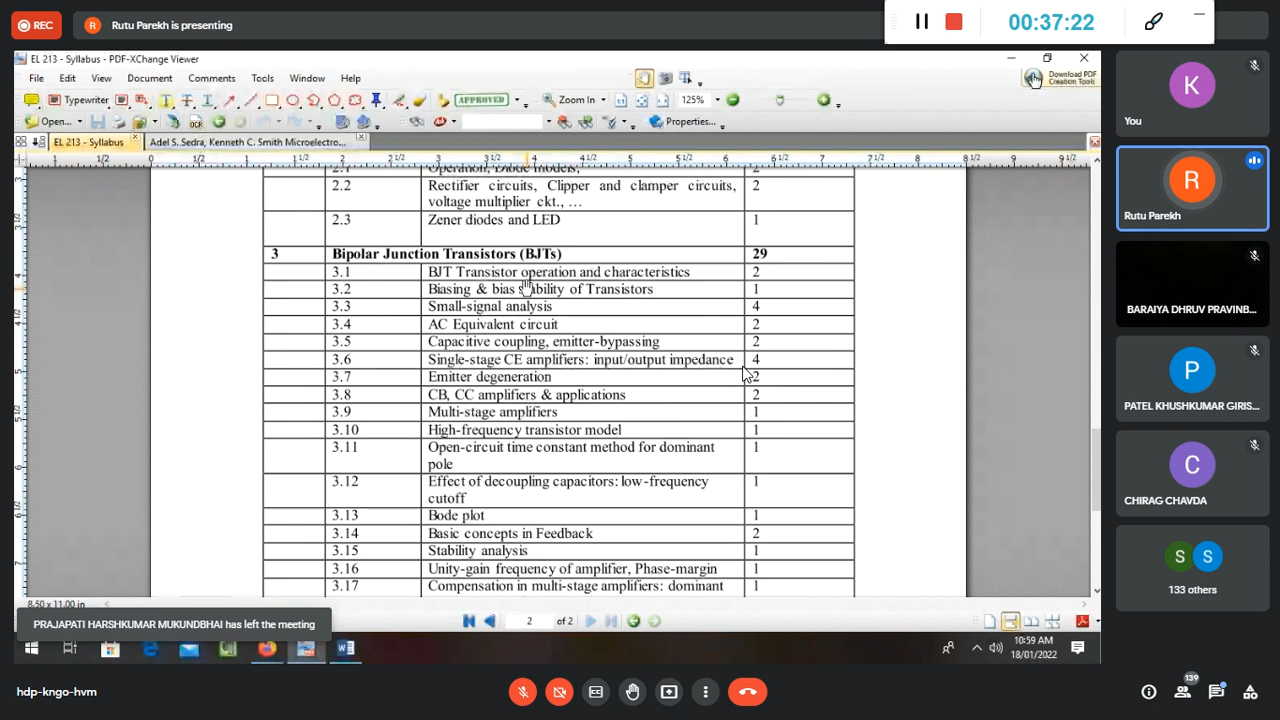 REC
R
Rutu Parekh is presenting
00:37:22
EL 213 - Syllabus - PDF-XChange Viewer
File Edit View Document Comments Tools Window Help
Download PDF
Creation Tools
Typewriter
APPROVED
Zoom In
125%
Open...
Properties...
EL 213 - Syllabus
Adel S. Sedra, Kenneth C. Smith Microelectro...
2.1 Operation, Diode models, 2
2.2 Rectifier circuits, Clipper and clamper circuits, 2
voltage multiplier ckt., …
2.3 Zener diodes and LED 1
3 Bipolar Junction Transistors (BJTs) 29
3.1 BJT Transistor operation and characteristics 2
3.2 Biasing & bias stability of Transistors 1
3.3 Small-signal analysis 4
3.4 AC Equivalent circuit 2
3.5 Capacitive coupling, emitter-bypassing 2
3.6 Single-stage CE amplifiers: input/output impedance 4
3.7 Emitter degeneration 2
3.8 CB, CC amplifiers & applications 2
3.9 Multi-stage amplifiers 1
3.10 High-frequency transistor model 1
3.11 Open-circuit time constant method for dominant 1
pole
3.12 Effect of decoupling capacitors: low-frequency 1
cutoff
3.13 Bode plot 1
3.14 Basic concepts in Feedback 2
3.15 Stability analysis 1
3.16 Unity-gain frequency of amplifier, Phase-margin 1
3.17 Compensation in multi-stage amplifiers: dominant 1
8.50 x 11.00 in
2 of 2
PRAJAPATI HARSHKUMAR MUKUNDBHAI has left the meeting
10:59 AM
18/01/2022
K
You
R
Rutu Parekh
BARAIYA DHRUV PRAVINB...
P
PATEL KHUSHKUMAR GIRIS...
C
CHIRAG CHAVDA
S S
133 others
hdp-kngo-hvm
139